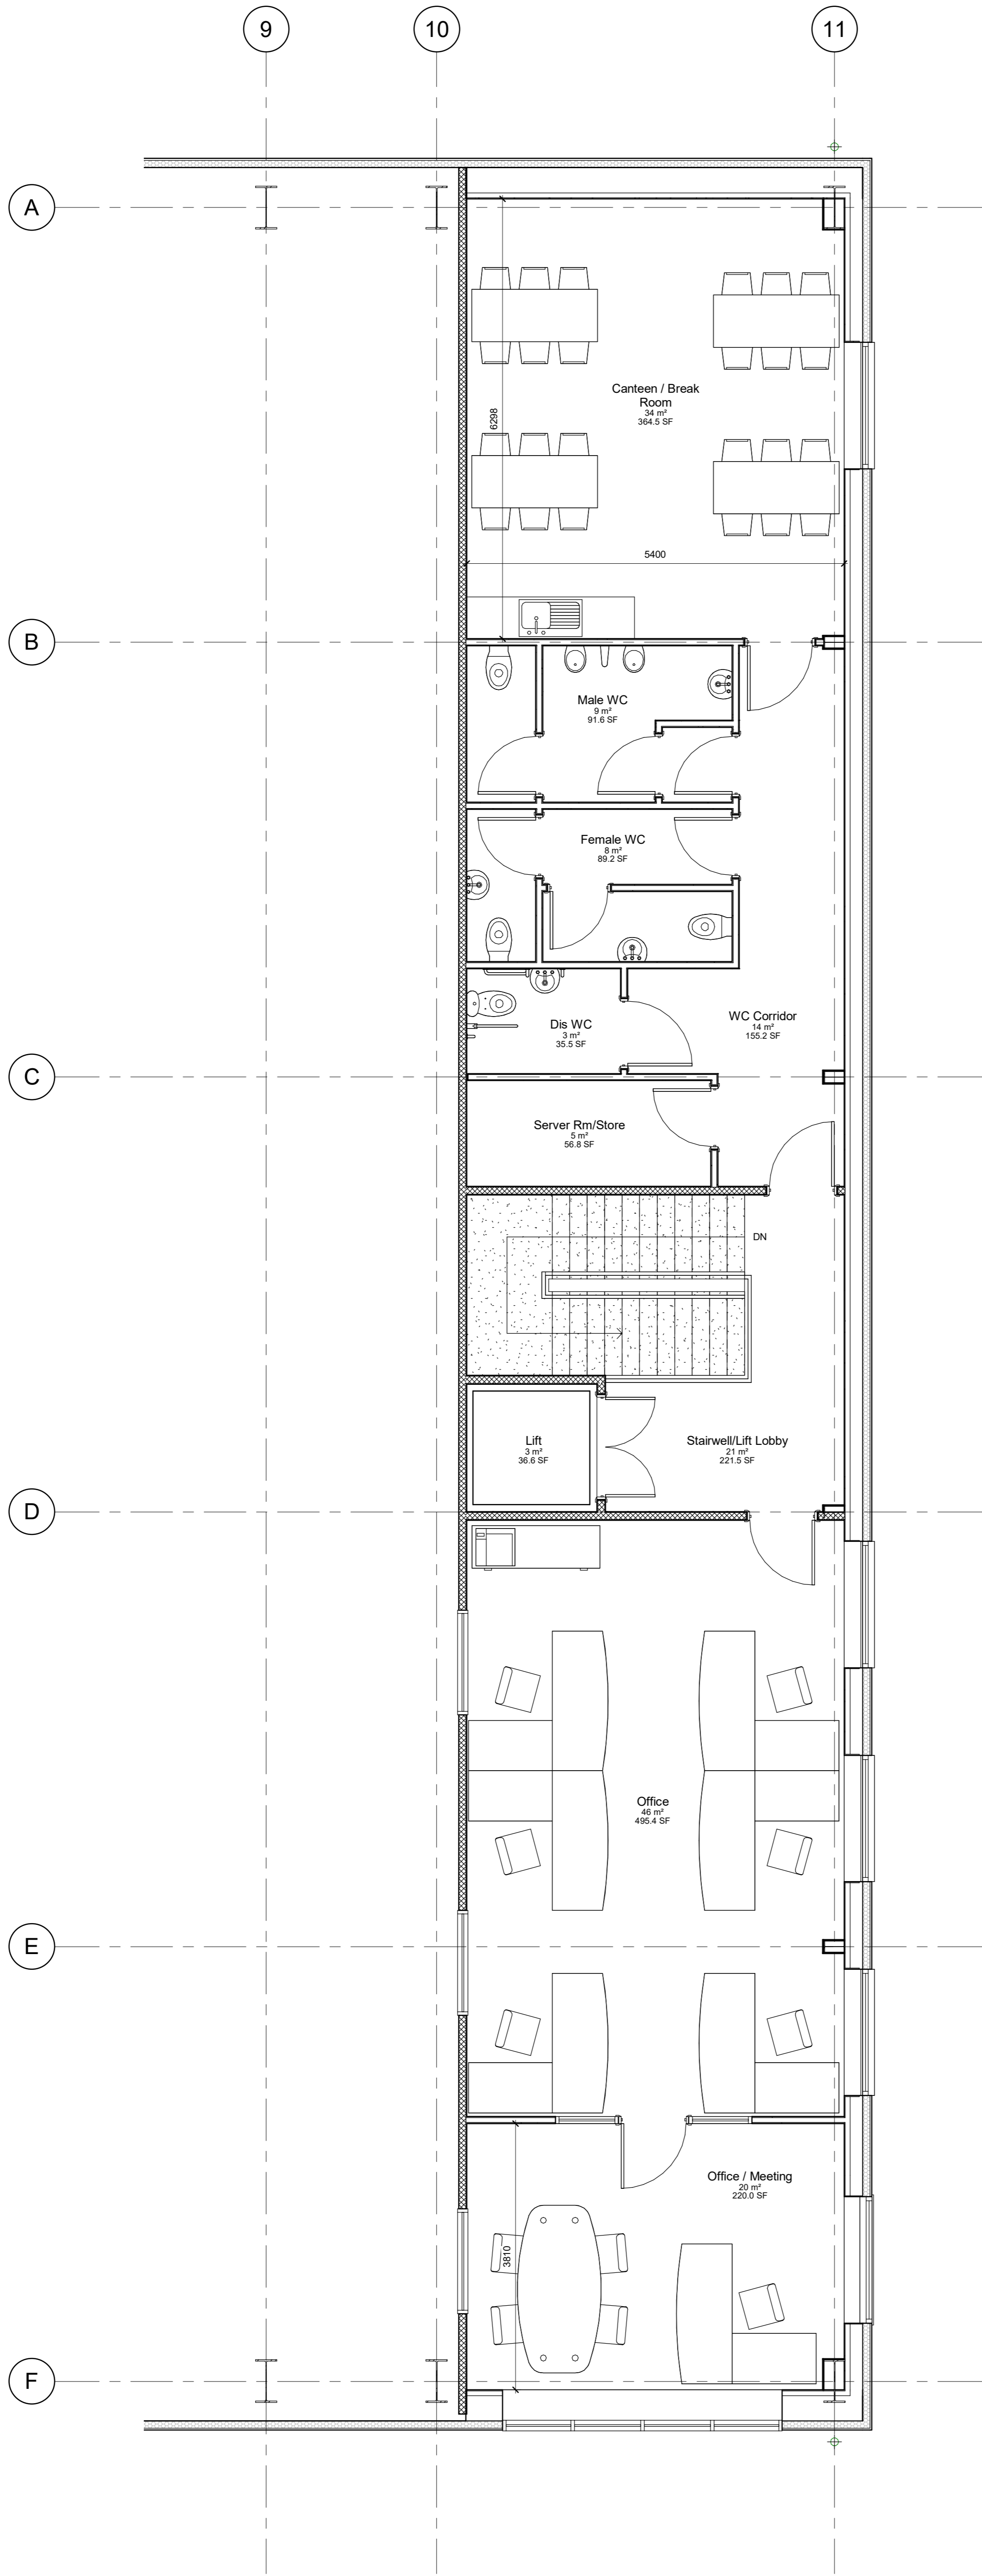 9
10
11
A
Canteen / Break
Room
34 m²
364.5 SF
6298
5400
B
Male WC
9 m²
91.6 SF
Female WC
8 m²
89.2 SF
Dis WC
3 m²
35.5 SF
WC Corridor
14 m²
155.2 SF
C
Server Rm/Store
5 m²
56.8 SF
DN
Lift
3 m²
36.6 SF
Stairwell/Lift Lobby
21 m²
221.5 SF
D
Office
46 m²
495.4 SF
E
Office / Meeting
20 m²
220.0 SF
3810
F